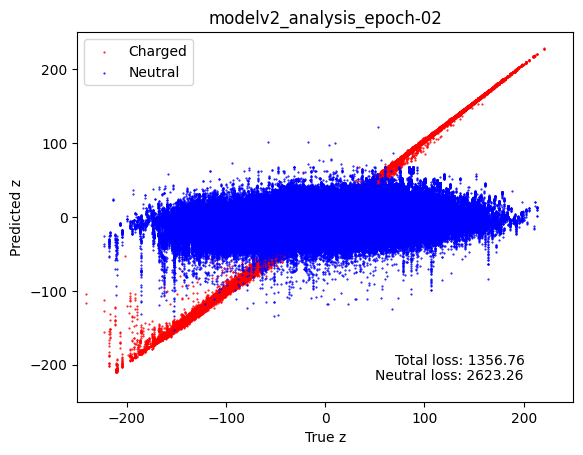 modelv2_analysis_epoch-02
Charged
Neutral
Predicted z
200
100
0
−100
−200
Total loss: 1356.76
Neutral loss: 2623.26
−200 −100 0 100 200
True z